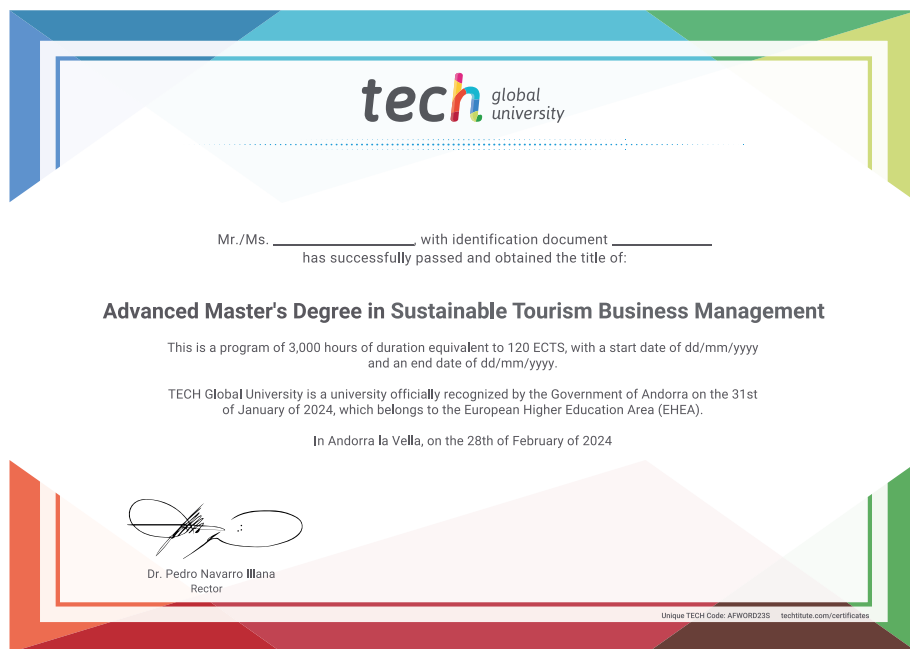 tech global university
Mr./Ms. ________________, with identification document ____________
has successfully passed and obtained the title of:
Advanced Master's Degree in Sustainable Tourism Business Management
This is a program of 3,000 hours of duration equivalent to 120 ECTS, with a start date of dd/mm/yyyy
and an end date of dd/mm/yyyy.
TECH Global University is a university officially recognized by the Government of Andorra on the 31st
of January of 2024, which belongs to the European Higher Education Area (EHEA).
In Andorra la Vella, on the 28th of February of 2024
Dr. Pedro Navarro Illana
Rector
Unique TECH Code: AFWORD23S techtitute.com/certificates